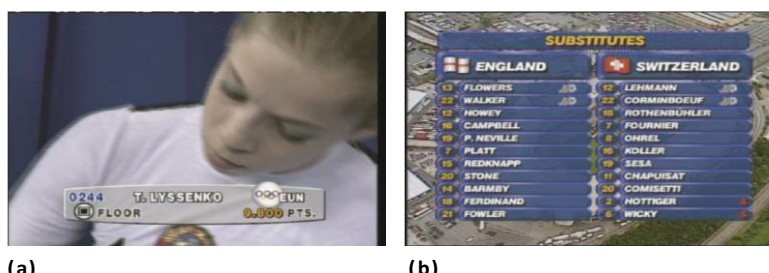 0244 T. LYSSENKO EUN
FLOOR 9.800 PTS.
SUBSTITUTES
ENGLAND SWITZERLAND
13 FLOWERS 12 LEHMANN
22 WALKER 22 CORMINBOEUF
12 HOWEY 18 ROTHENBÜHLER
16 CAMPBELL 7 FOURNIER
19 P. NEVILLE 8 OHREL
7 PLATT 16 KOLLER
15 REDKNAPP 19 SESA
20 STONE 11 CHAPUISAT
14 BARMBY 20 COMISETTI
18 FERDINAND 2 HOTTIGER
21 FOWLER 6 WICKY
(a) (b)